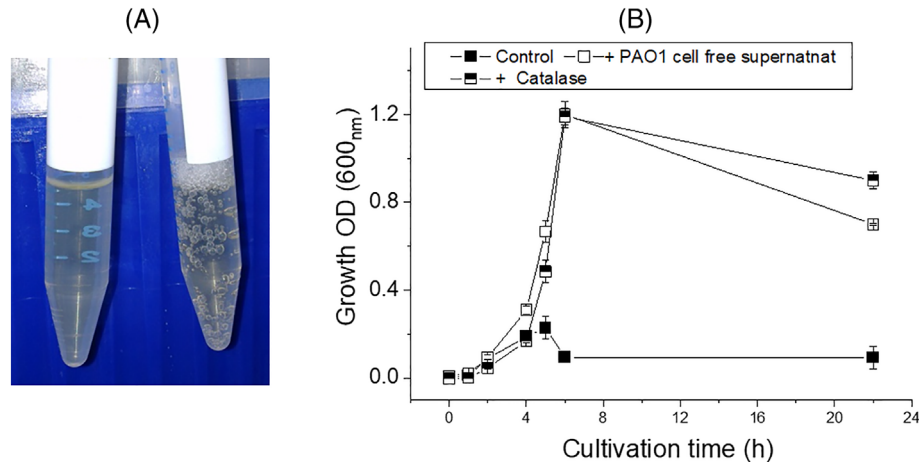 (A)
(B)
Control + PAO1 cell free supernatnat
+ Catalase
Growth OD (600nm)
1.2
0.8
0.4
0.0
0 4 8 12 16 20 24
Cultivation time (h)
4
3
2